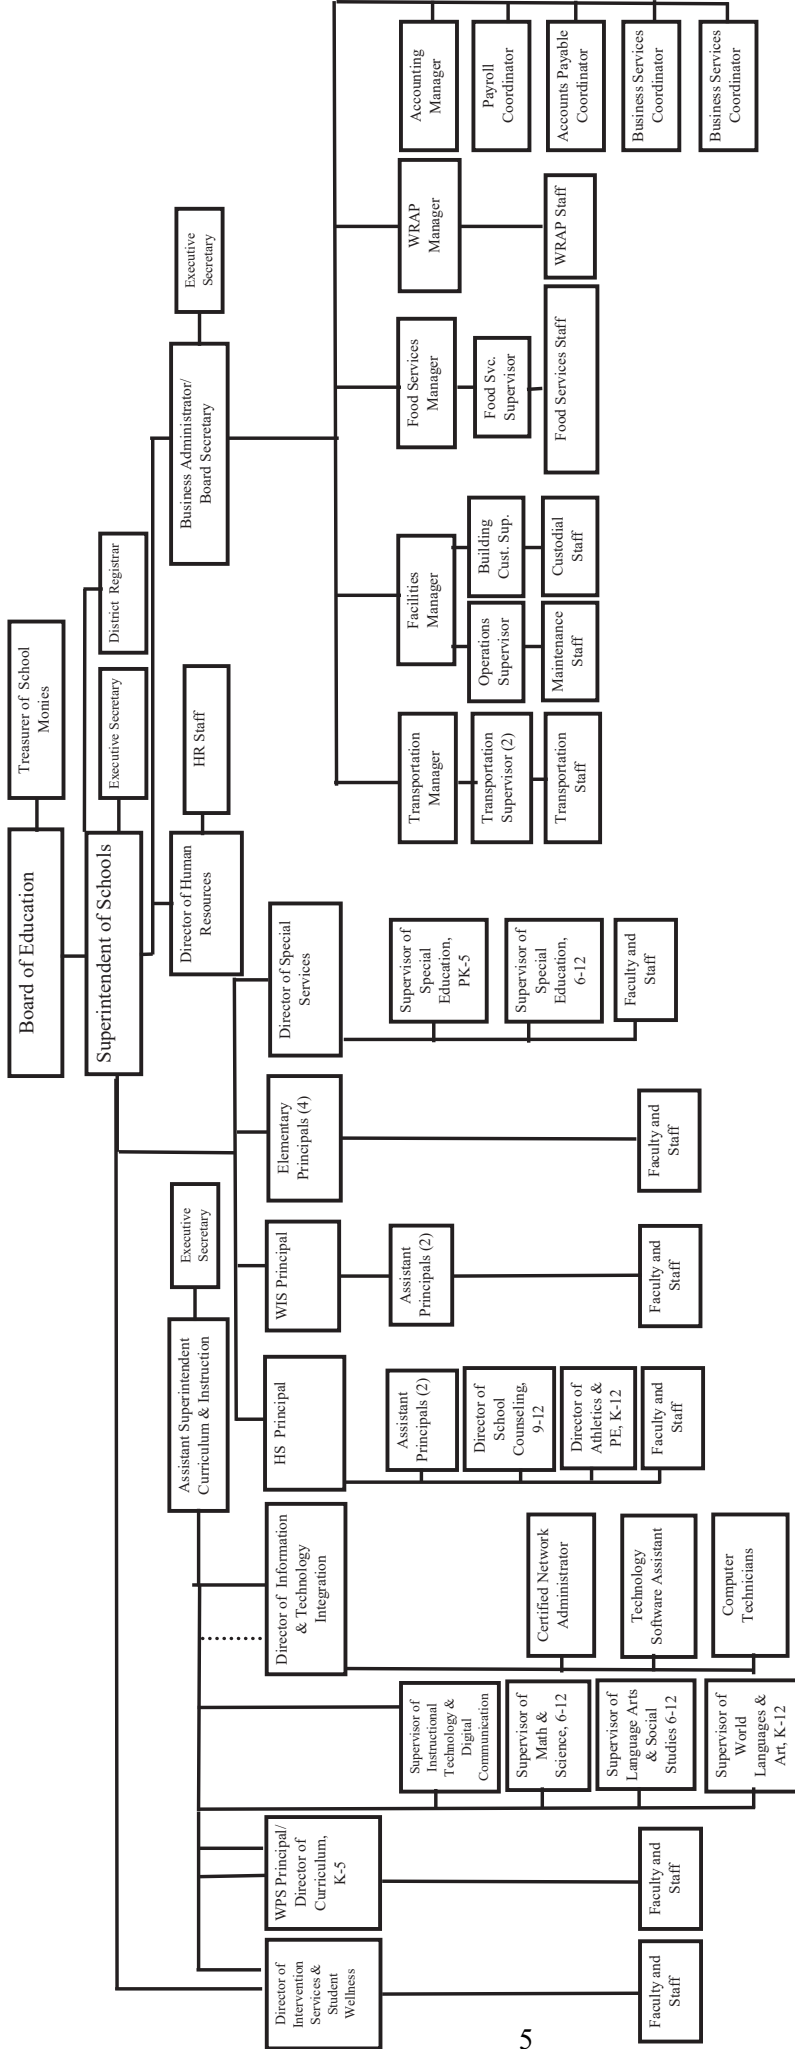 Board of Education
Treasurer of School
Monies
Superintendent of Schools
Executive Secretary
District Registrar
Director of Human
Resources
HR Staff
Business Administrator/
Board Secretary
Executive
Secretary
Assistant Superintendent
Curriculum & Instruction
Executive
Secretary
Director of
Intervention
Services &
Student
Wellness
Faculty and
Staff
WPS Principal/
Director of
Curriculum,
K-5
Faculty and
Staff
Supervisor of
Instructional
Technology &
Digital
Communication
Supervisor of
Math &
Science, 6-12
Supervisor of
Language Arts
& Social
Studies 6-12
Supervisor of
World
Languages &
Art, K-12
Director of Information
& Technology
Integration
Certified Network
Administrator
Technology
Software Assistant
Computer
Technicians
HS Principal
Assistant
Principals (2)
Director of
School
Counseling,
9-12
Director of
Athletics &
PE, K-12
Faculty and
Staff
WIS Principal
Assistant
Principals (2)
Faculty and
Staff
Elementary
Principals (4)
Faculty and
Staff
Director of Special
Services
Supervisor of
Special
Education,
PK-5
Supervisor of
Special
Education,
6-12
Faculty and
Staff
Transportation
Manager
Transportation
Supervisor (2)
Transportation
Staff
Facilities
Manager
Operations
Supervisor
Maintenance
Staff
Building
Cust. Sup.
Custodial
Staff
Food Services
Manager
Food Svc.
Supervisor
Food Services Staff
WRAP
Manager
WRAP Staff
Accounting
Manager
Payroll
Coordinator
Accounts Payable
Coordinator
Business Services
Coordinator
Business Services
Coordinator
5